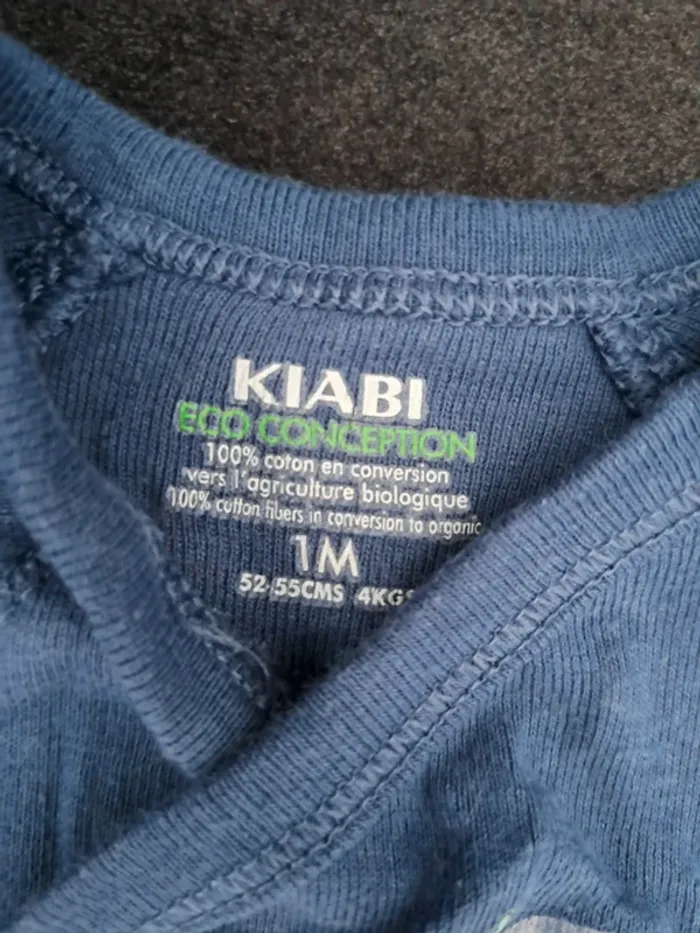 KIABI
ECO CONCEPTION
100% coton en conversion
vers l'agriculture biologique
100% cotton fibers in conversion to organic
1M
52-55CMS 4KGS